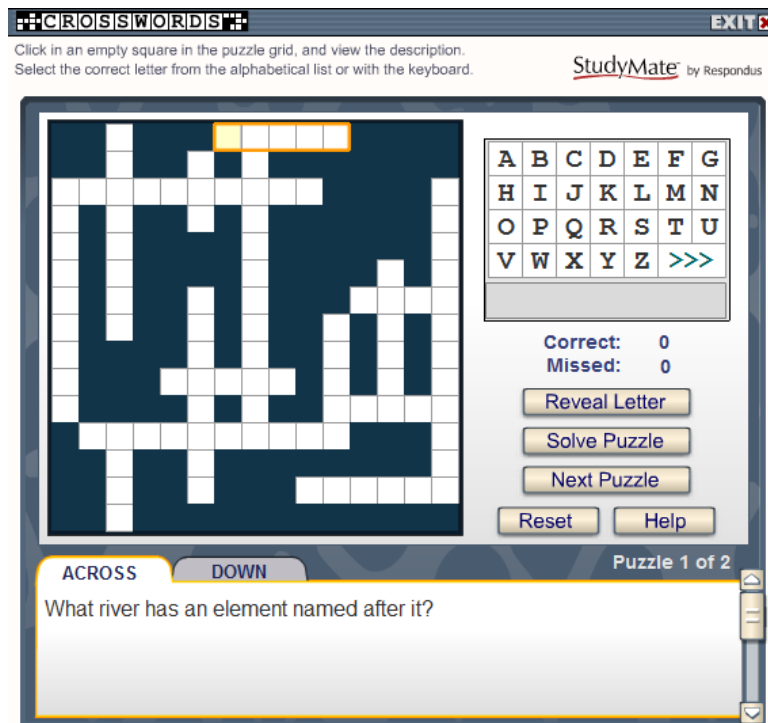 CROSSWORDS
EXIT
Click in an empty square in the puzzle grid, and view the description.
Select the correct letter from the alphabetical list or with the keyboard.
StudyMate by Respondus
A B C D E F G
H I J K L M N
O P Q R S T U
V W X Y Z >>>
Correct: 0
Missed: 0
Reveal Letter
Solve Puzzle
Next Puzzle
Reset Help
Puzzle 1 of 2
ACROSS DOWN
What river has an element named after it?